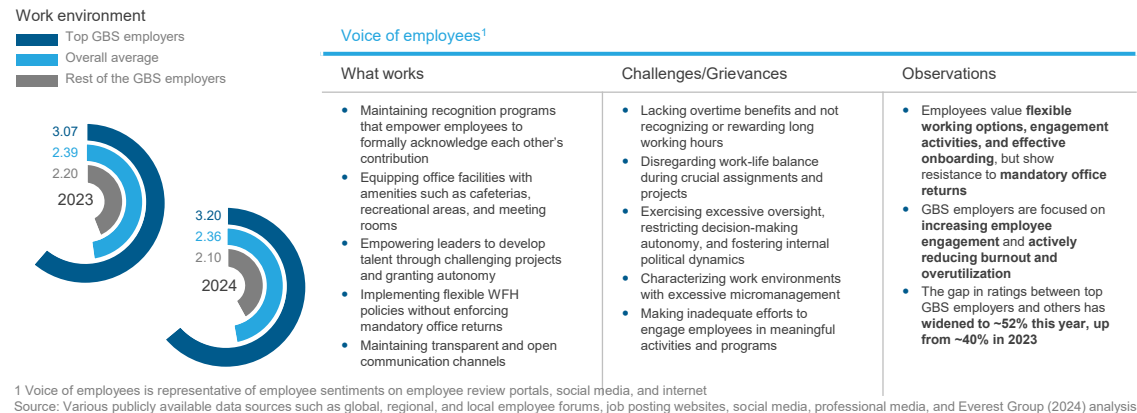 Work environment
Top GBS employers
Overall average
Rest of the GBS employers
3.07
2.39
2.20
2023
3.20
2.36
2.10
2024
Voice of employees1
What works
Maintaining recognition programs
that empower employees to
formally acknowledge each other's
contribution
Equipping office facilities with
amenities such as cafeterias,
recreational areas, and meeting
rooms
Empowering leaders to develop
talent through challenging projects
and granting autonomy
Implementing flexible WFH
policies without enforcing
mandatory office returns
Maintaining transparent and open
communication channels
Challenges/Grievances
Lacking overtime benefits and not
recognizing or rewarding long
working hours
Disregarding work-life balance
during crucial assignments and
projects
Exercising excessive oversight,
restricting decision-making
autonomy, and fostering internal
political dynamics
Characterizing work environments
with excessive micromanagement
Making inadequate efforts to
engage employees in meaningful
activities and programs
Observations
Employees value flexible
working options, engagement
activities, and effective
onboarding, but show
resistance to mandatory office
returns
GBS employers are focused on
increasing employee
engagement and actively
reducing burnout and
overutilization
The gap in ratings between top
GBS employers and others has
widened to ~52% this year, up
from ~40% in 2023
1 Voice of employees is representative of employee sentiments on employee review portals, social media, and internet
Source: Various publicly available data sources such as global, regional, and local employee forums, job posting websites, social media, professional media, and Everest Group (2024) analysis